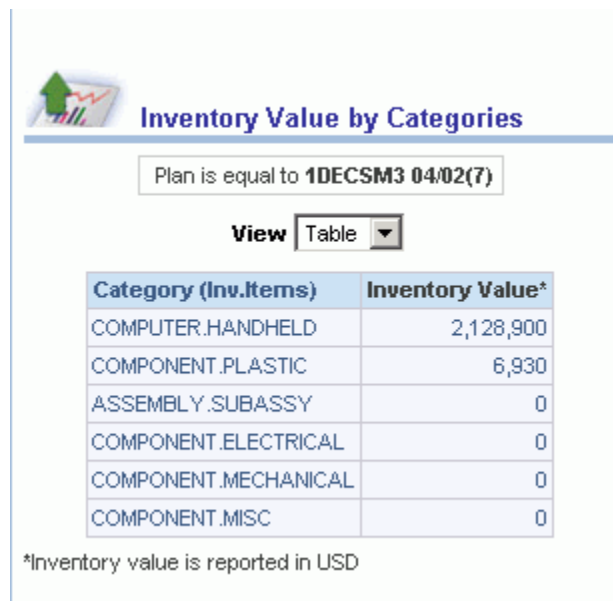 Inventory Value by Categories
Plan is equal to 1DECSM3 04/02(7)
View Table
Category (Inv.Items) Inventory Value*
COMPUTER.HANDHELD 2,128,900
COMPONENT.PLASTIC 6,930
ASSEMBLY.SUBASSY 0
COMPONENT.ELECTRICAL 0
COMPONENT.MECHANICAL 0
COMPONENT.MISC 0
*Inventory value is reported in USD